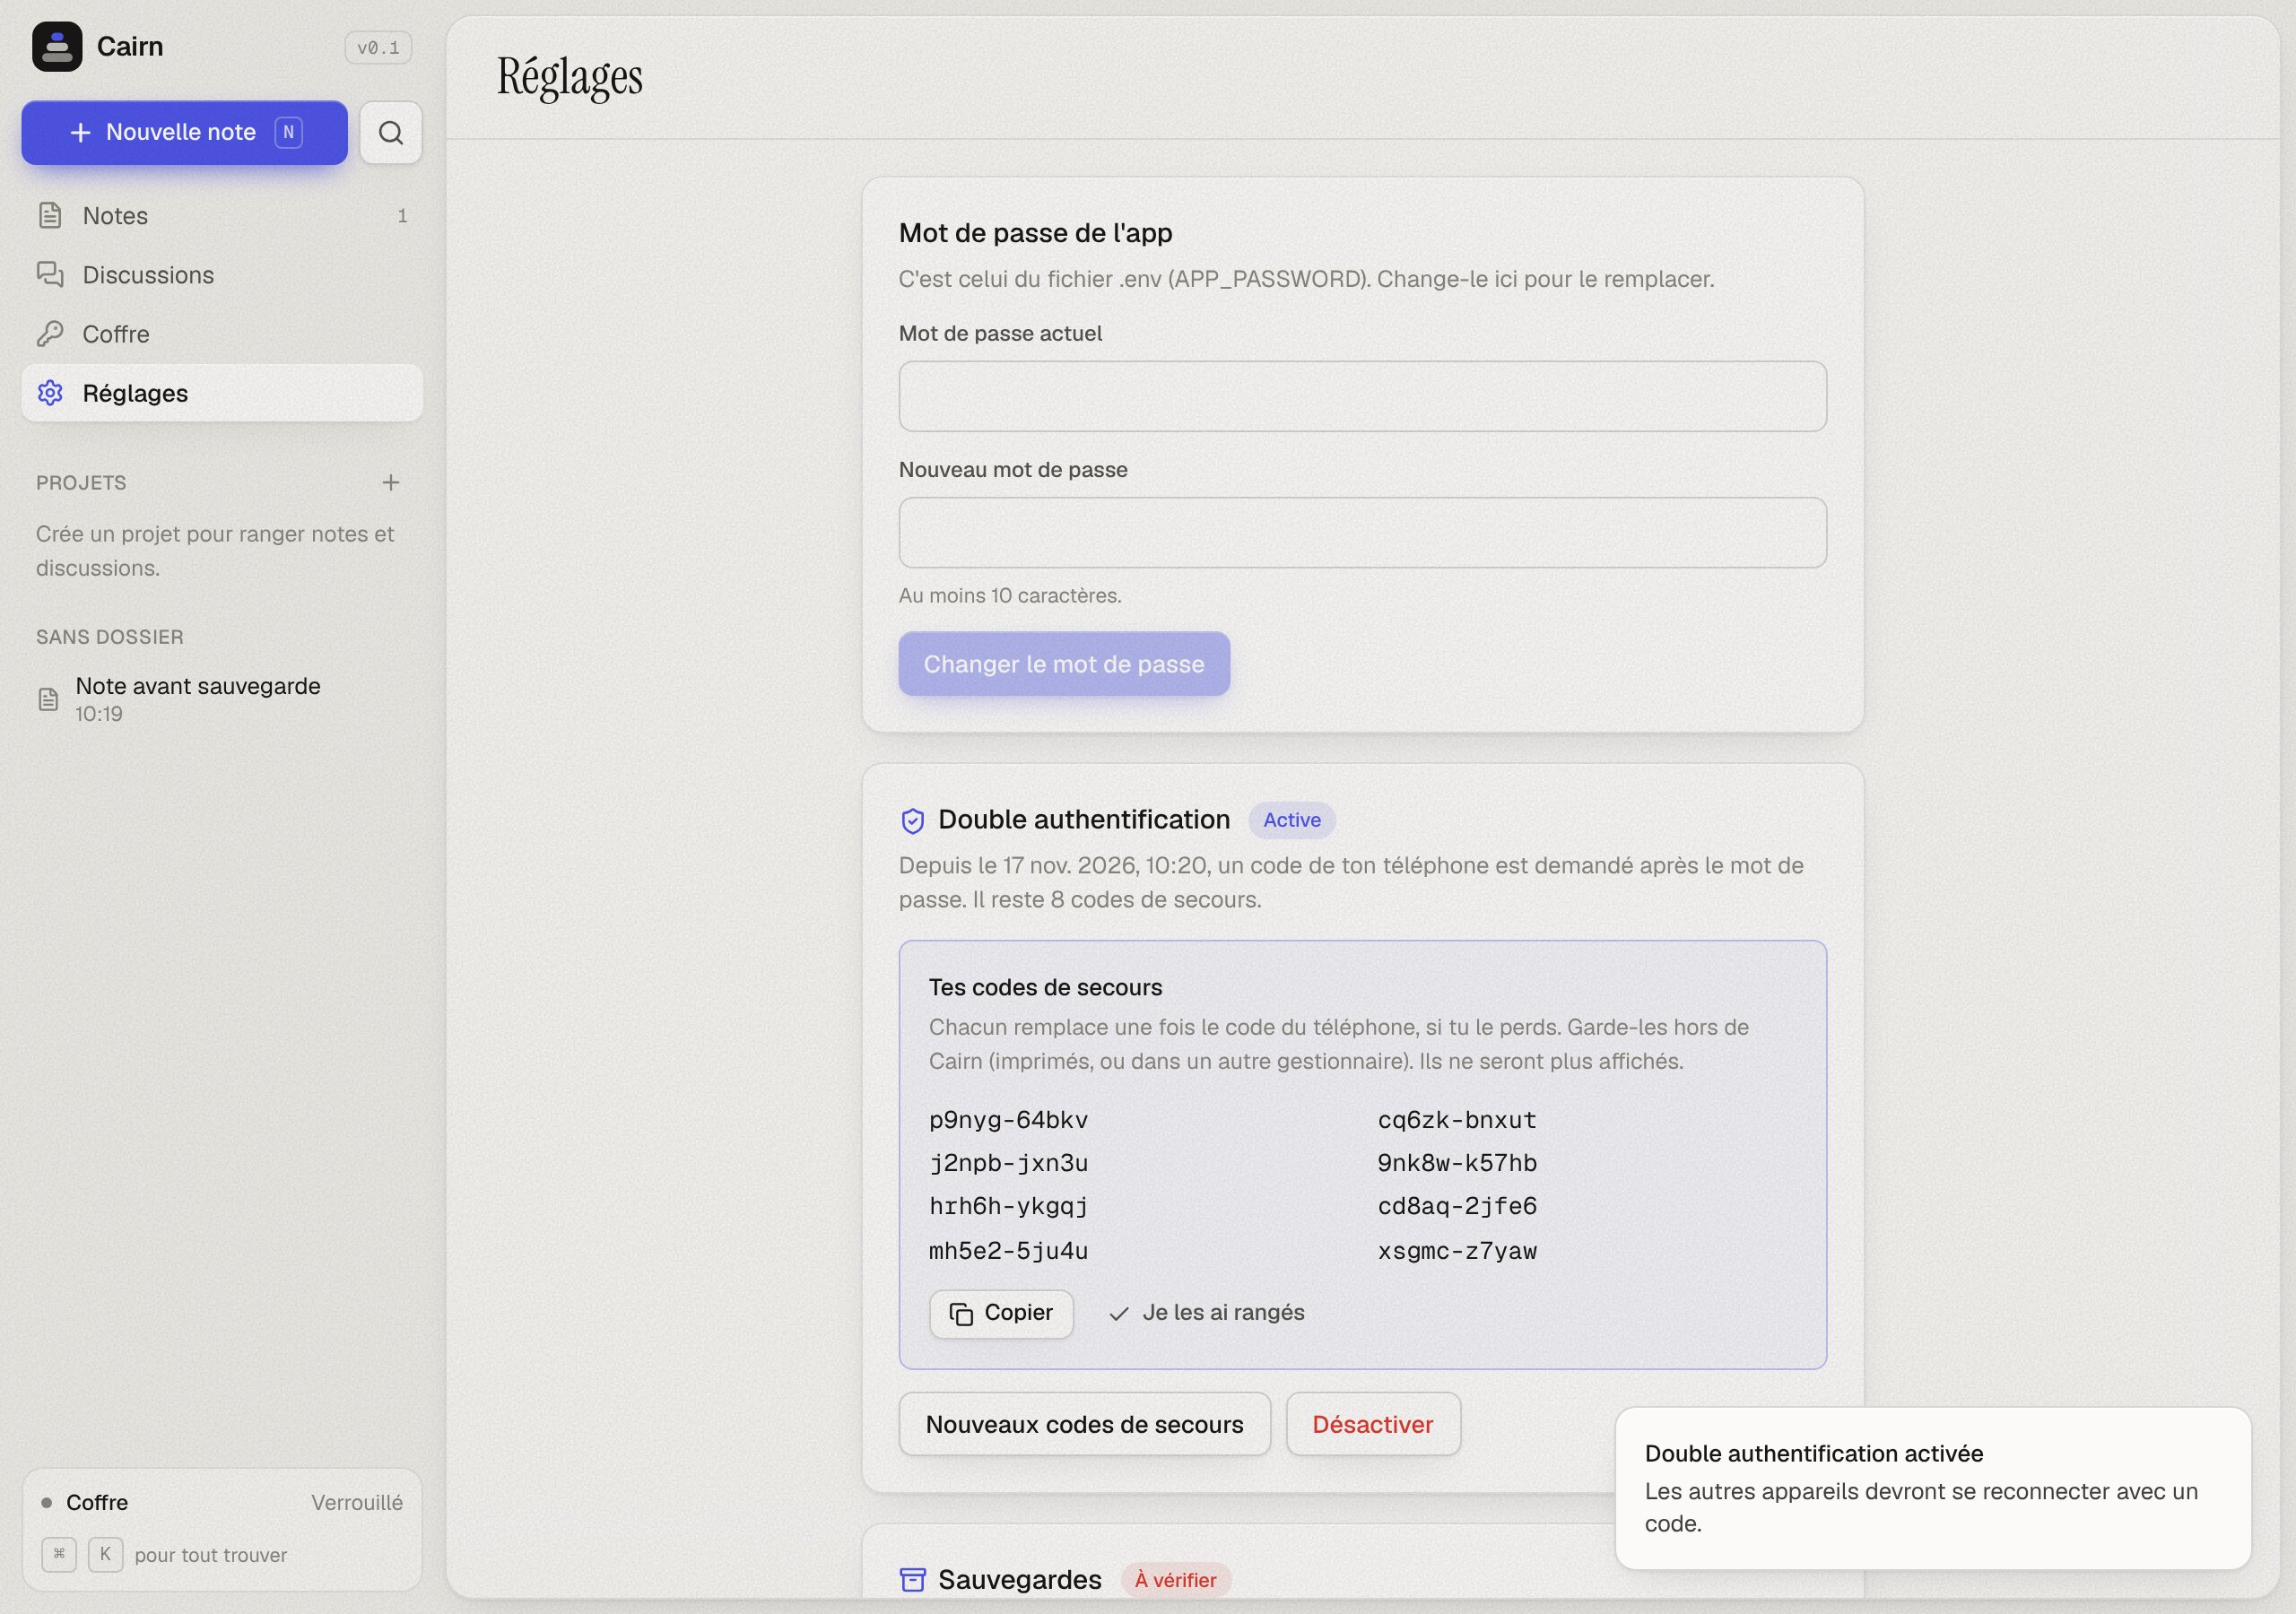 Cairn
v0.1
Nouvelle note N
Notes 1
Discussions
Coffre
Réglages
PROJETS
Crée un projet pour ranger notes et
discussions.
SANS DOSSIER
Note avant sauvegarde
10:19
Coffre Verrouillé
⌘ K pour tout trouver
Réglages
Mot de passe de l'app
C'est celui du fichier .env (APP_PASSWORD). Change-le ici pour le remplacer.
Mot de passe actuel
Nouveau mot de passe
Au moins 10 caractères.
Changer le mot de passe
Double authentification Active
Depuis le 17 nov. 2026, 10:20, un code de ton téléphone est demandé après le mot de
passe. Il reste 8 codes de secours.
Tes codes de secours
Chacun remplace une fois le code du téléphone, si tu le perds. Garde-les hors de
Cairn (imprimés, ou dans un autre gestionnaire). Ils ne seront plus affichés.
p9nyg-64bkv cq6zk-bnxut
j2npb-jxn3u 9nk8w-k57hb
hrh6h-ykgqj cd8aq-2jfe6
mh5e2-5ju4u xsgmc-z7yaw
Copier Je les ai rangés
Nouveaux codes de secours Désactiver
Sauvegardes À vérifier
Double authentification activée
Les autres appareils devront se reconnecter avec un
code.